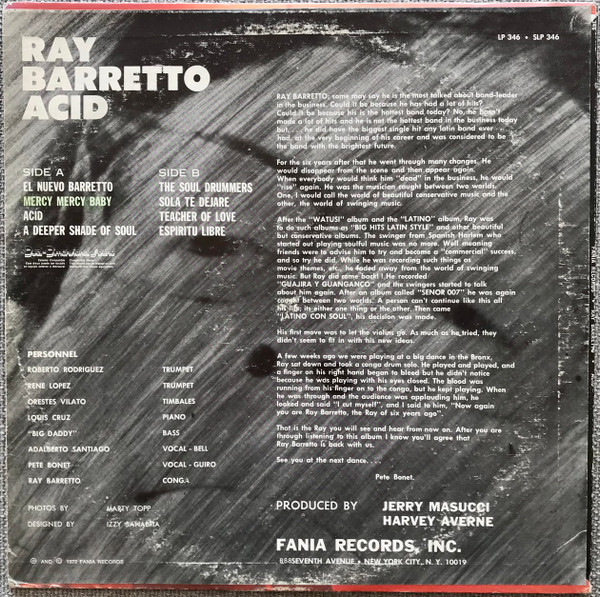 LP 346 • SLP 346
RAY
BARRETTO
ACID
SIDE A
EL NUEVO BARRETTO
MERCY MERCY BABY
ACID
A DEEPER SHADE OF SOUL
SIDE B
THE SOUL DRUMMERS
SOLA TE DEJARE
TEACHER OF LOVE
ESPIRITU LIBRE
PERSONNEL
ROBERTO RODRIGUEZ TRUMPET
RENE LOPEZ TRUMPET
ORESTES VILATO TIMBALES
LOUIS CRUZ PIANO
"BIG DADDY" BASS
ADALBERTO SANTIAGO VOCAL - BELL
PETE BONET VOCAL - GUIRO
RAY BARRETTO CONGA
PHOTOS BY MARTY TOPP
DESIGNED BY IZZY SANABRIA
℗ AND © 1972 FANIA RECORDS
RAY BARRETTO, some may say he is the most talked about band-leader
in the business. Could it be because he has had a lot of hits?
Could it be because his is the hottest band today? No, he hasn't
made a lot of hits and he is not the hottest band in the business today
but. . . he did have the biggest single hit any latin band ever
had, at the very beginning of his career and was considered to be
the band with the brightest future.
For the six years after that he went through many changes. He
would disappear from the scene and then appear again.
When everybody would think him "dead" in the business, he would
"rise" again. He was the musician caught between two worlds.
One, I would call the world of beautiful conservative music and the
other, the world of swinging music.
After the "WATUSI" album and the "LATINO" album, Ray was
to do such albums as "BIG HITS LATIN STYLE" and other beautiful
but conservative albums. The swinger from Spanish Harlem who
started out playing soulful music was no more. Well meaning
friends were to advise him to try and become a "commercial" success,
and so try he did. While he was recording such things as
movie themes, etc., he faded away from the world of swinging
music. But Ray did come back! He recorded
"GUAJIRA Y GUANGANCO" and the swingers started to talk
about him again. After an album called "SENOR 007" he was again
caught between two worlds. A person can't continue like this all
his life, its either one thing or the other. Then came
"LATINO CON SOUL", his decision was made.
His first move was to let the violins go. As much as he tried, they
didn't seem to fit in with his new ideas.
A few weeks ago we were playing at a big dance in the Bronx,
Ray sat down and took a conga drum solo. He played and played, and
a finger on his right hand began to bleed but he didn't notice
because he was playing with his eyes closed. The blood was
running from his finger on to the conga, but he kept playing. When
he was through and the audience was applauding him, he
looked and said "I cut myself", and I said to him, "Now again
you are Ray Barretto, the Ray of six years ago".
That is the Ray you will see and hear from now on. After you are
through listening to this album I know you'll agree that
Ray Barretto is back with us.
See you at the next dance. . . .
Pete Bonet.
PRODUCED BY JERRY MASUCCI
HARVEY AVERNE
FANIA RECORDS, INC.
888 SEVENTH AVENUE • NEW YORK CITY, N. Y. 10019